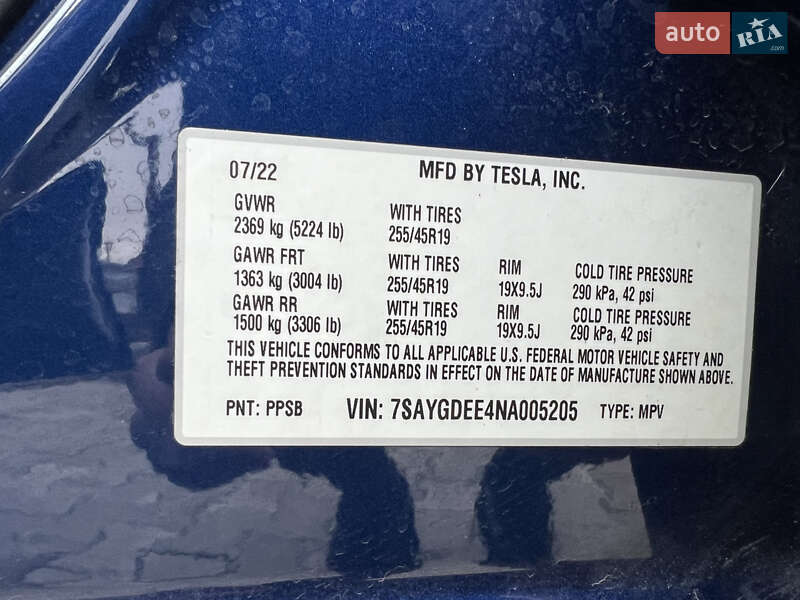 auto RIA.com
07/22 MFD BY TESLA, INC.
GVWR WITH TIRES
2369 kg (5224 lb) 255/45R19
GAWR FRT WITH TIRES RIM COLD TIRE PRESSURE
1363 kg (3004 lb) 255/45R19 19X9.5J 290 kPa, 42 psi
GAWR RR WITH TIRES RIM COLD TIRE PRESSURE
1500 kg (3306 lb) 255/45R19 19X9.5J 290 kPa, 42 psi
THIS VEHICLE CONFORMS TO ALL APPLICABLE U.S. FEDERAL MOTOR VEHICLE SAFETY AND
THEFT PREVENTION STANDARDS IN EFFECT ON THE DATE OF MANUFACTURE SHOWN ABOVE.
PNT: PPSB VIN: 7SAYGDEE4NA005205 TYPE: MPV